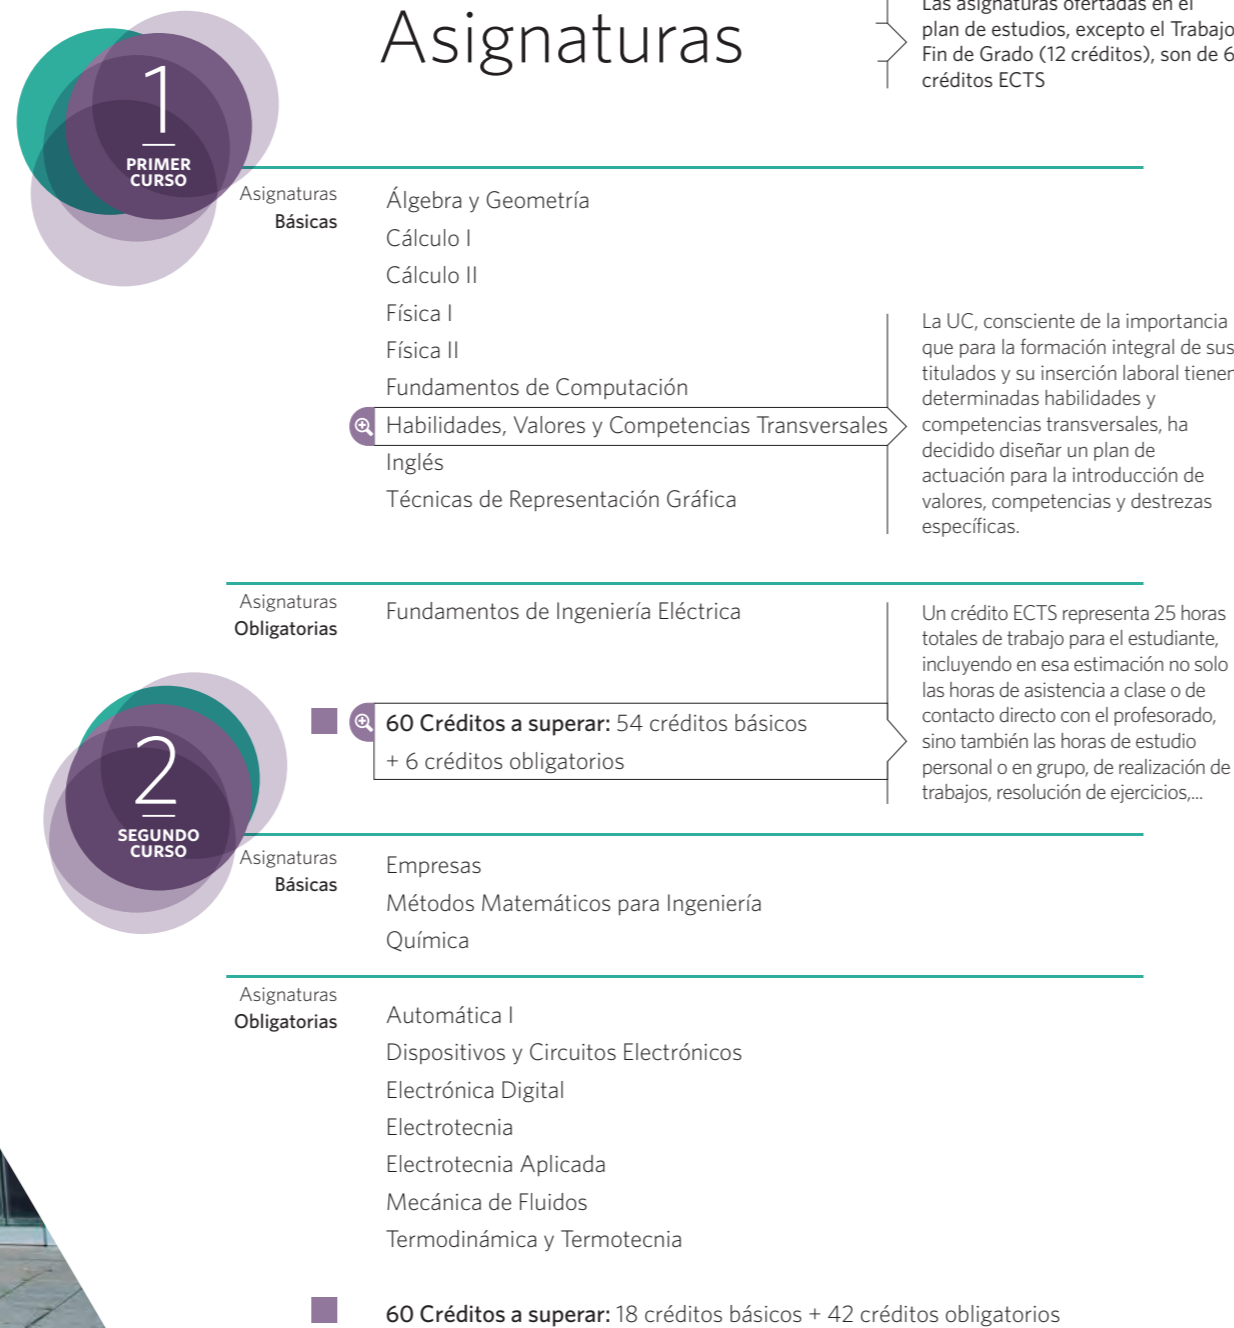 Asignaturas
Las asignaturas ofertadas en el
plan de estudios, excepto el Trabajo
Fin de Grado (12 créditos), son de 6
créditos ECTS
1
PRIMER
CURSO
Asignaturas
Básicas
Álgebra y Geometría
Cálculo I
Cálculo II
Física I
Física II
Fundamentos de Computación
Habilidades, Valores y Competencias Transversales
Inglés
Técnicas de Representación Gráfica
La UC, consciente de la importancia
que para la formación integral de sus
titulados y su inserción laboral tienen
determinadas habilidades y
competencias transversales, ha
decidido diseñar un plan de
actuación para la introducción de
valores, competencias y destrezas
específicas.
Asignaturas
Obligatorias
Fundamentos de Ingeniería Eléctrica
60 Créditos a superar: 54 créditos básicos
+ 6 créditos obligatorios
Un crédito ECTS representa 25 horas
totales de trabajo para el estudiante,
incluyendo en esa estimación no solo
las horas de asistencia a clase o de
contacto directo con el profesorado,
sino también las horas de estudio
personal o en grupo, de realización de
trabajos, resolución de ejercicios,...
2
SEGUNDO
CURSO
Asignaturas
Básicas
Empresas
Métodos Matemáticos para Ingeniería
Química
Asignaturas
Obligatorias
Automática I
Dispositivos y Circuitos Electrónicos
Electrónica Digital
Electrotecnia
Electrotecnia Aplicada
Mecánica de Fluidos
Termodinámica y Termotecnia
60 Créditos a superar: 18 créditos básicos + 42 créditos obligatorios